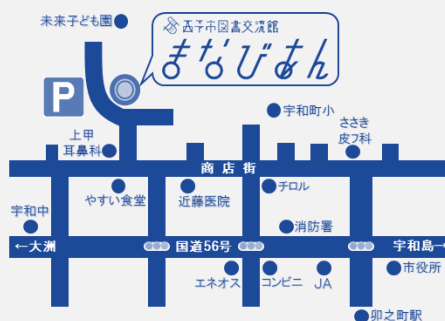 未来子ども園
西予市図書交流館
まなびあん
P
宇和町小
ささき
皮フ科
上甲
耳鼻科
商店街
やすい食堂
近藤医院
チロル
宇和中
消防署
←大洲
国道56号
宇和島→
エネオス
コンビニ
JA
市役所
卯之町駅